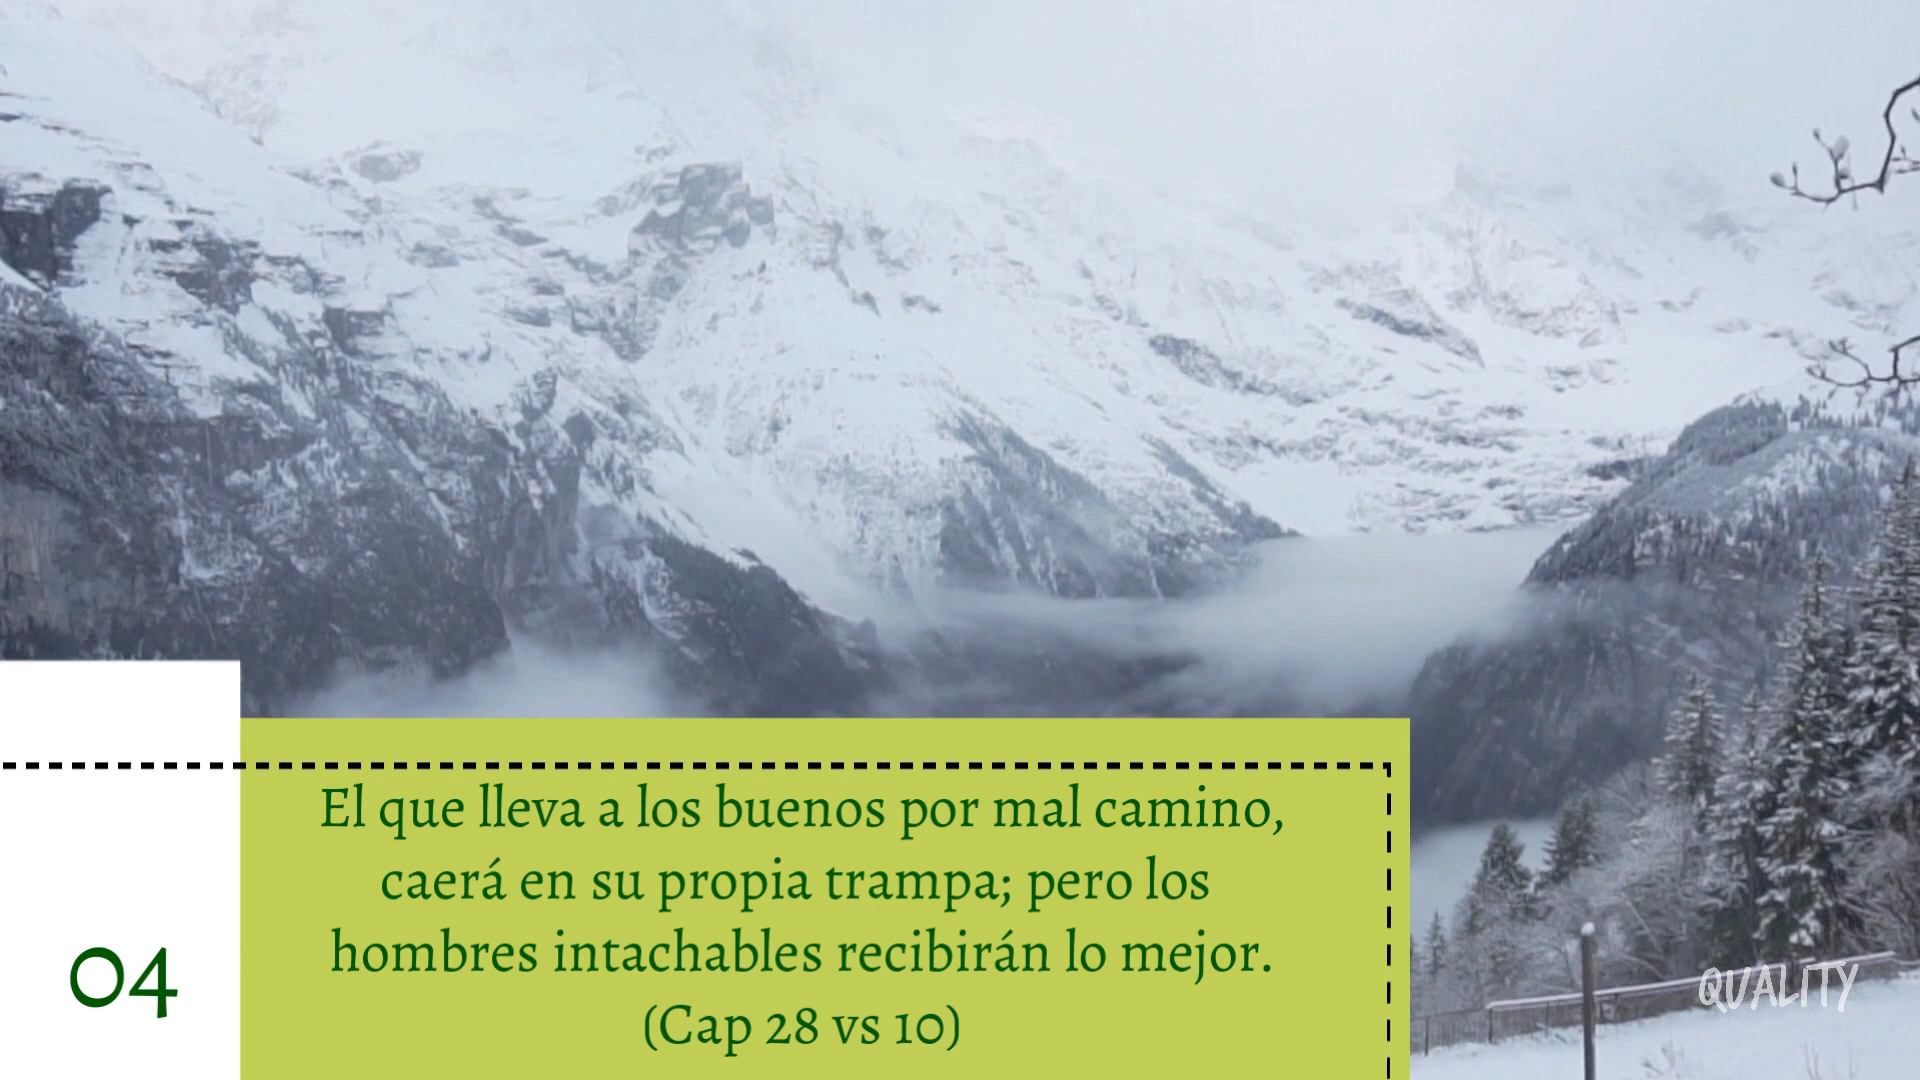 El que lleva a los buenos por mal camino,
caerá en su propia trampa; pero los
hombres intachables recibirán lo mejor.
(Cap 28 vs 10)
04
QUALITY